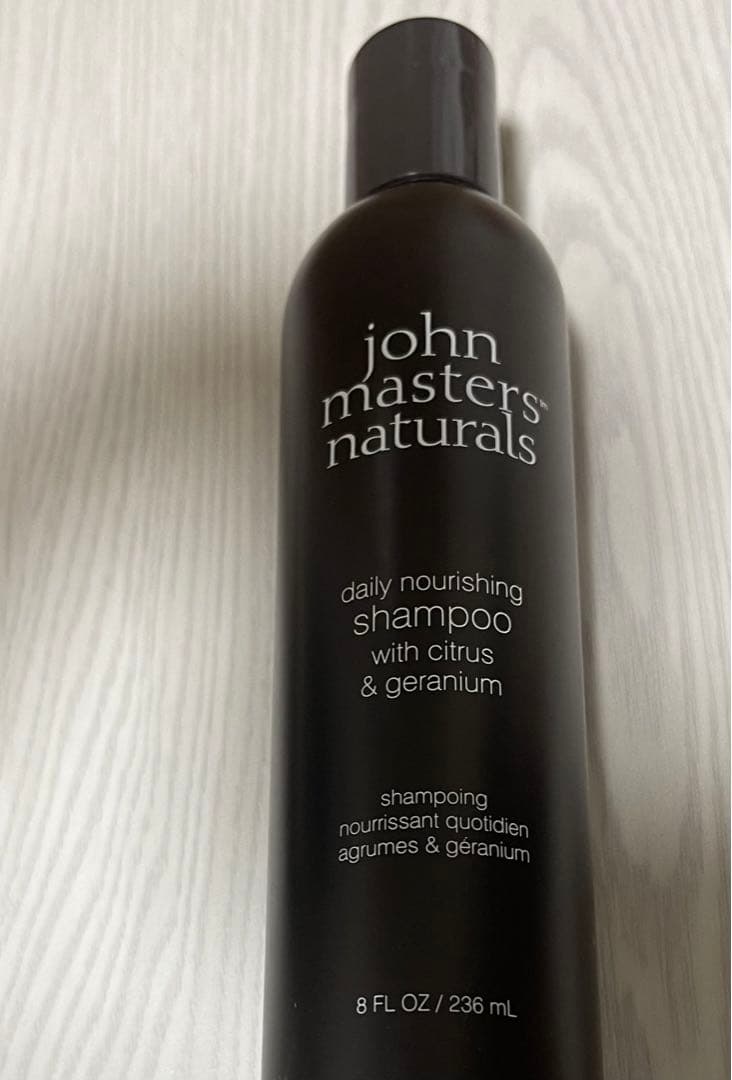 john
masters™
naturals
daily nourishing
shampoo
with citrus
& geranium
shampoing
nourrissant quotidien
agrumes & géranium
8 FL OZ / 236 mL